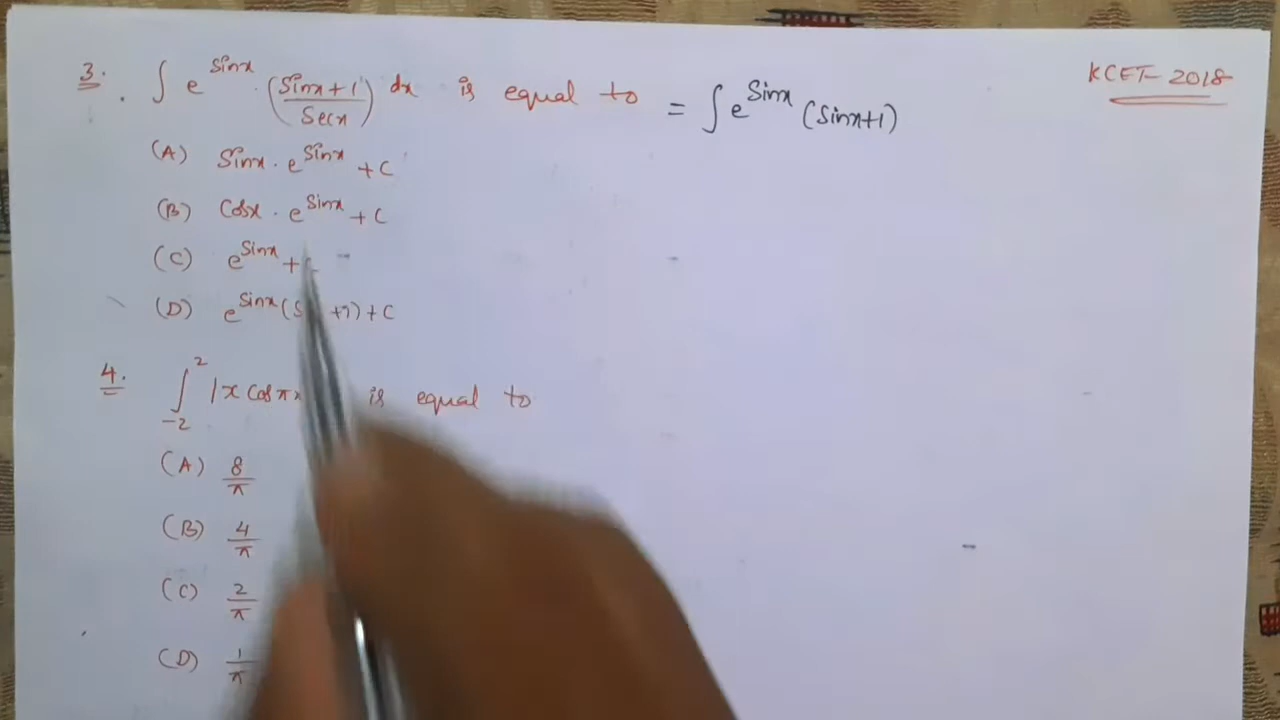 3. ∫ e^sinx · (sinx+1 / secx) dx is equal to = ∫ e^sinx (sinx+1)
KCET-2018
(A) sinx · e^sinx + c
(B) cosx · e^sinx + c
(C) e^sinx +
(D) e^sinx ( +1) + c
4. ∫_-2^2 |x cos πx is equal to
(A) 8/π
(B) 4/π
(C) 2/π
(D) 1/π